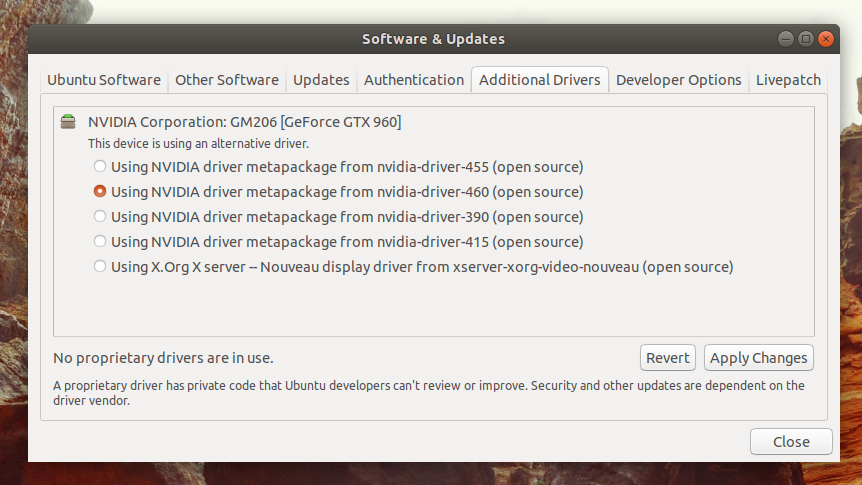 Software & Updates
Ubuntu Software
Other Software
Updates
Authentication
Additional Drivers
Developer Options
Livepatch
NVIDIA Corporation: GM206 [GeForce GTX 960]
This device is using an alternative driver.
Using NVIDIA driver metapackage from nvidia-driver-455 (open source)
Using NVIDIA driver metapackage from nvidia-driver-460 (open source)
Using NVIDIA driver metapackage from nvidia-driver-390 (open source)
Using NVIDIA driver metapackage from nvidia-driver-415 (open source)
Using X.Org X server -- Nouveau display driver from xserver-xorg-video-nouveau (open source)
No proprietary drivers are in use.
Revert
Apply Changes
A proprietary driver has private code that Ubuntu developers can't review or improve. Security and other updates are dependent on the
driver vendor.
Close